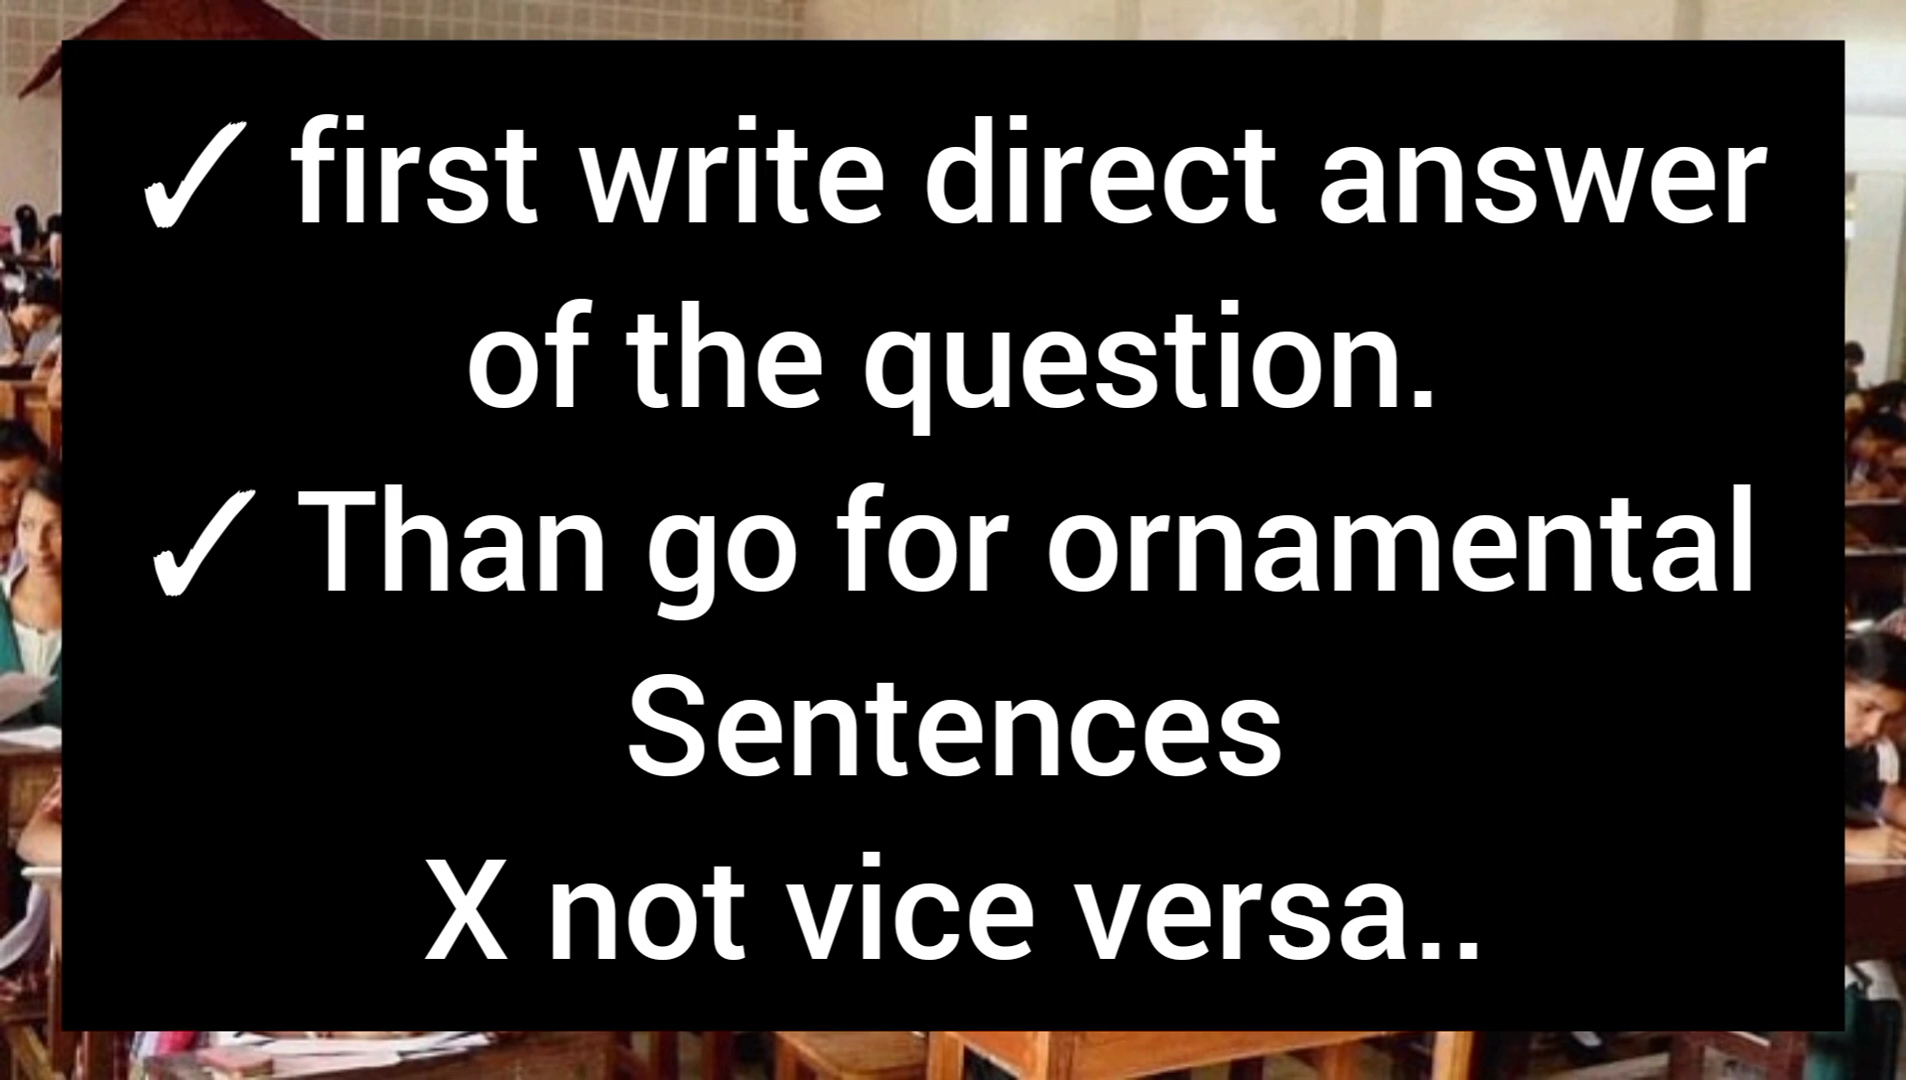 ✓ first write direct answer
of the question.
✓ Than go for ornamental
Sentences
X not vice versa..